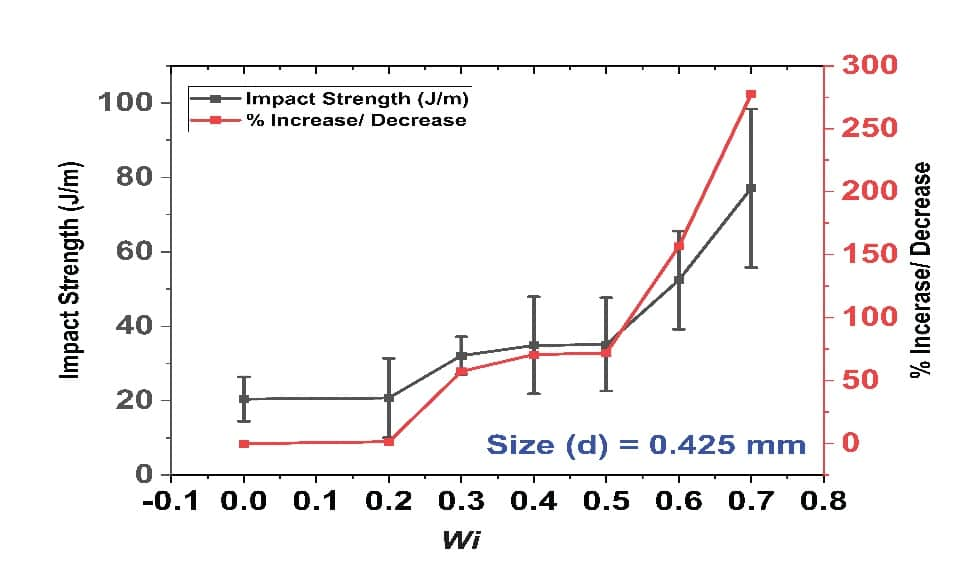 Impact Strength (J/m)
% Increase/ Decrease
100
80
60
40
20
0
Impact Strength (J/m)
300
250
200
150
100
50
0
% Incerase/ Decrease
Size (d) = 0.425 mm
-0.1 0.0 0.1 0.2 0.3 0.4 0.5 0.6 0.7 0.8
Wi